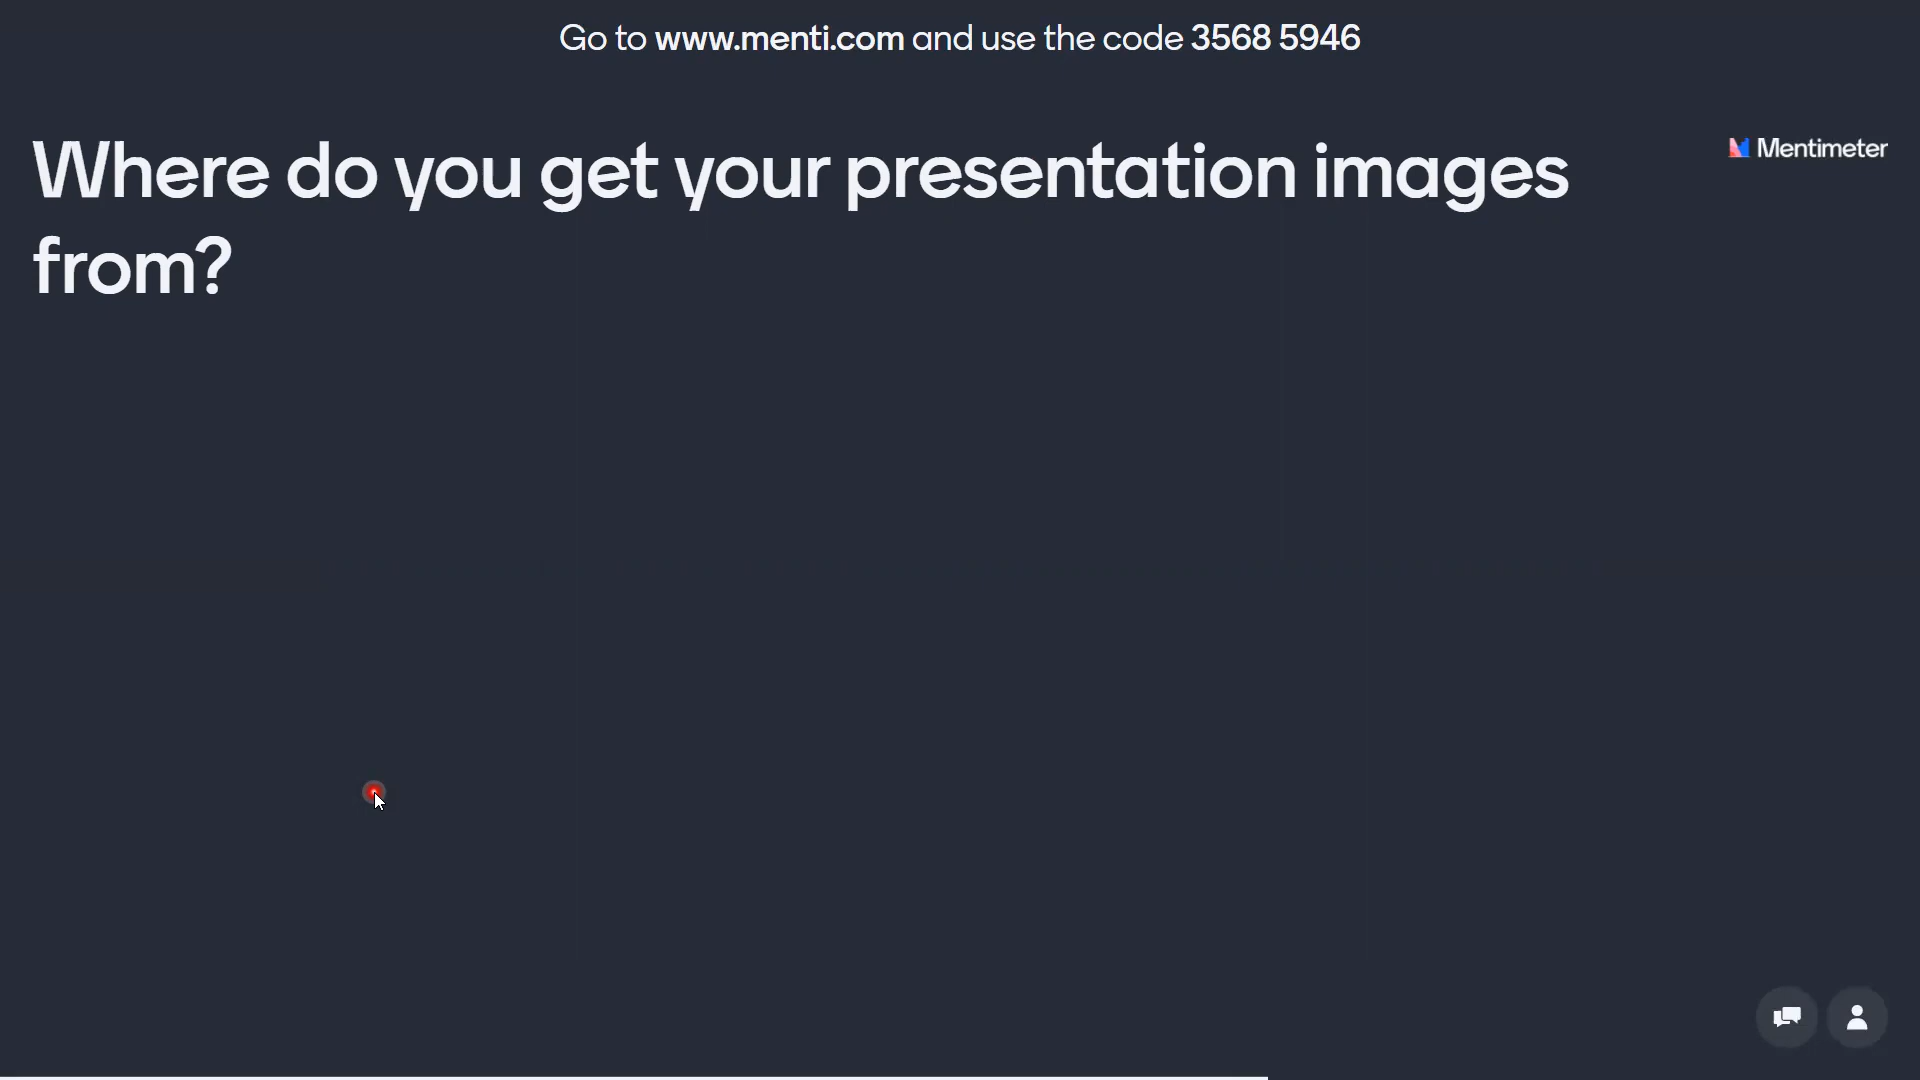 Go to www.menti.com and use the code 3568 5946
Where do you get your presentation images
from?
Mentimeter